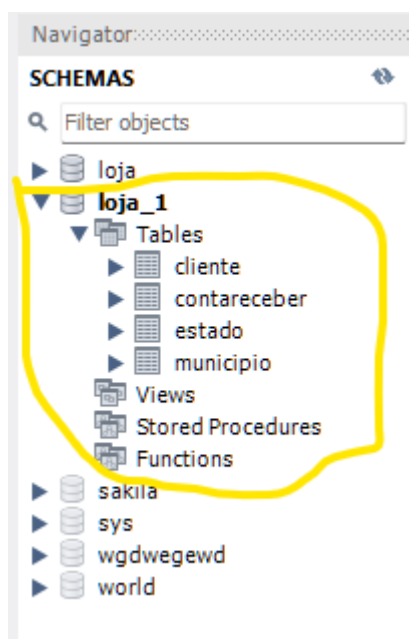 Navigator
SCHEMAS
Filter objects
loja
loja_1
Tables
cliente
contareceber
estado
municipio
Views
Stored Procedures
Functions
sakila
sys
wgdwegewd
world